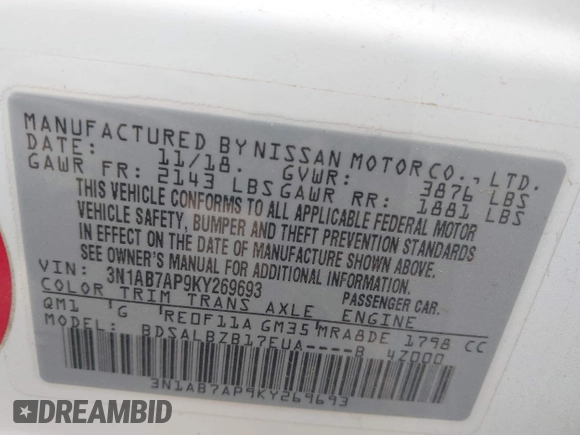 MANUFACTURED BY NISSAN MOTOR CO., LTD.
DATE: 11/18. GVWR: 3876 LBS
GAWR FR: 2143 LBS GAWR RR: 1881 LBS
THIS VEHICLE CONFORMS TO ALL APPLICABLE FEDERAL MOTOR
VEHICLE SAFETY, BUMPER AND THEFT PREVENTION STANDARDS
IN EFFECT ON THE DATE OF MANUFACTURE SHOWN ABOVE.
SEE OWNER'S MANUAL FOR ADDITIONAL INFORMATION.
VIN: 3N1AB7AP9KY269693 PASSENGER CAR.
COLOR TRIM TRANS AXLE ENGINE
QM1 G REDF11A GM35 MRA8DE 1798 CC
MODEL: BDSALBZB17EUA----B 47000
3N1AB7AP9KY269693
DREAMBID